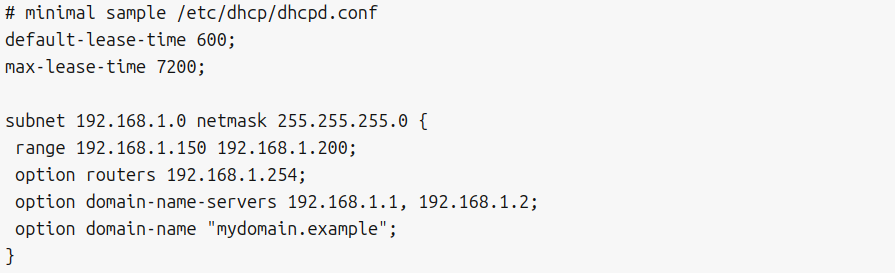 # minimal sample /etc/dhcp/dhcpd.conf
default-lease-time 600;
max-lease-time 7200;

subnet 192.168.1.0 netmask 255.255.255.0 {
 range 192.168.1.150 192.168.1.200;
 option routers 192.168.1.254;
 option domain-name-servers 192.168.1.1, 192.168.1.2;
 option domain-name "mydomain.example";
}